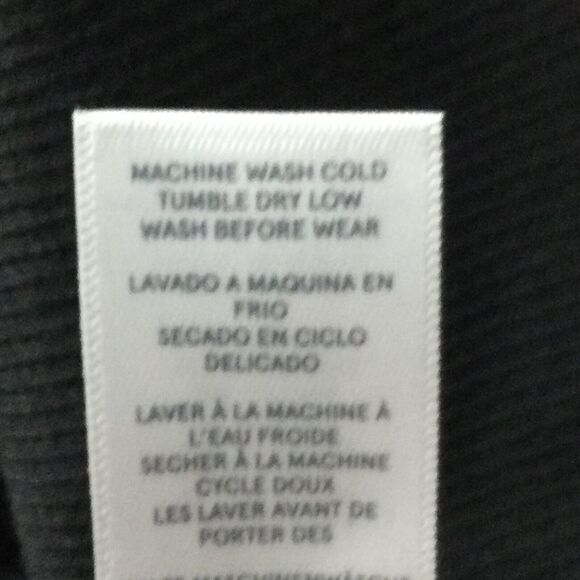 MACHINE WASH COLD
TUMBLE DRY LOW
WASH BEFORE WEAR
LAVADO A MAQUINA EN
FRIO
SECADO EN CICLO
DELICADO
LAVER À LA MACHINE À
L'EAU FROIDE
SECHER À LA MACHINE
CYCLE DOUX
LES LAVER AVANT DE
PORTER DES